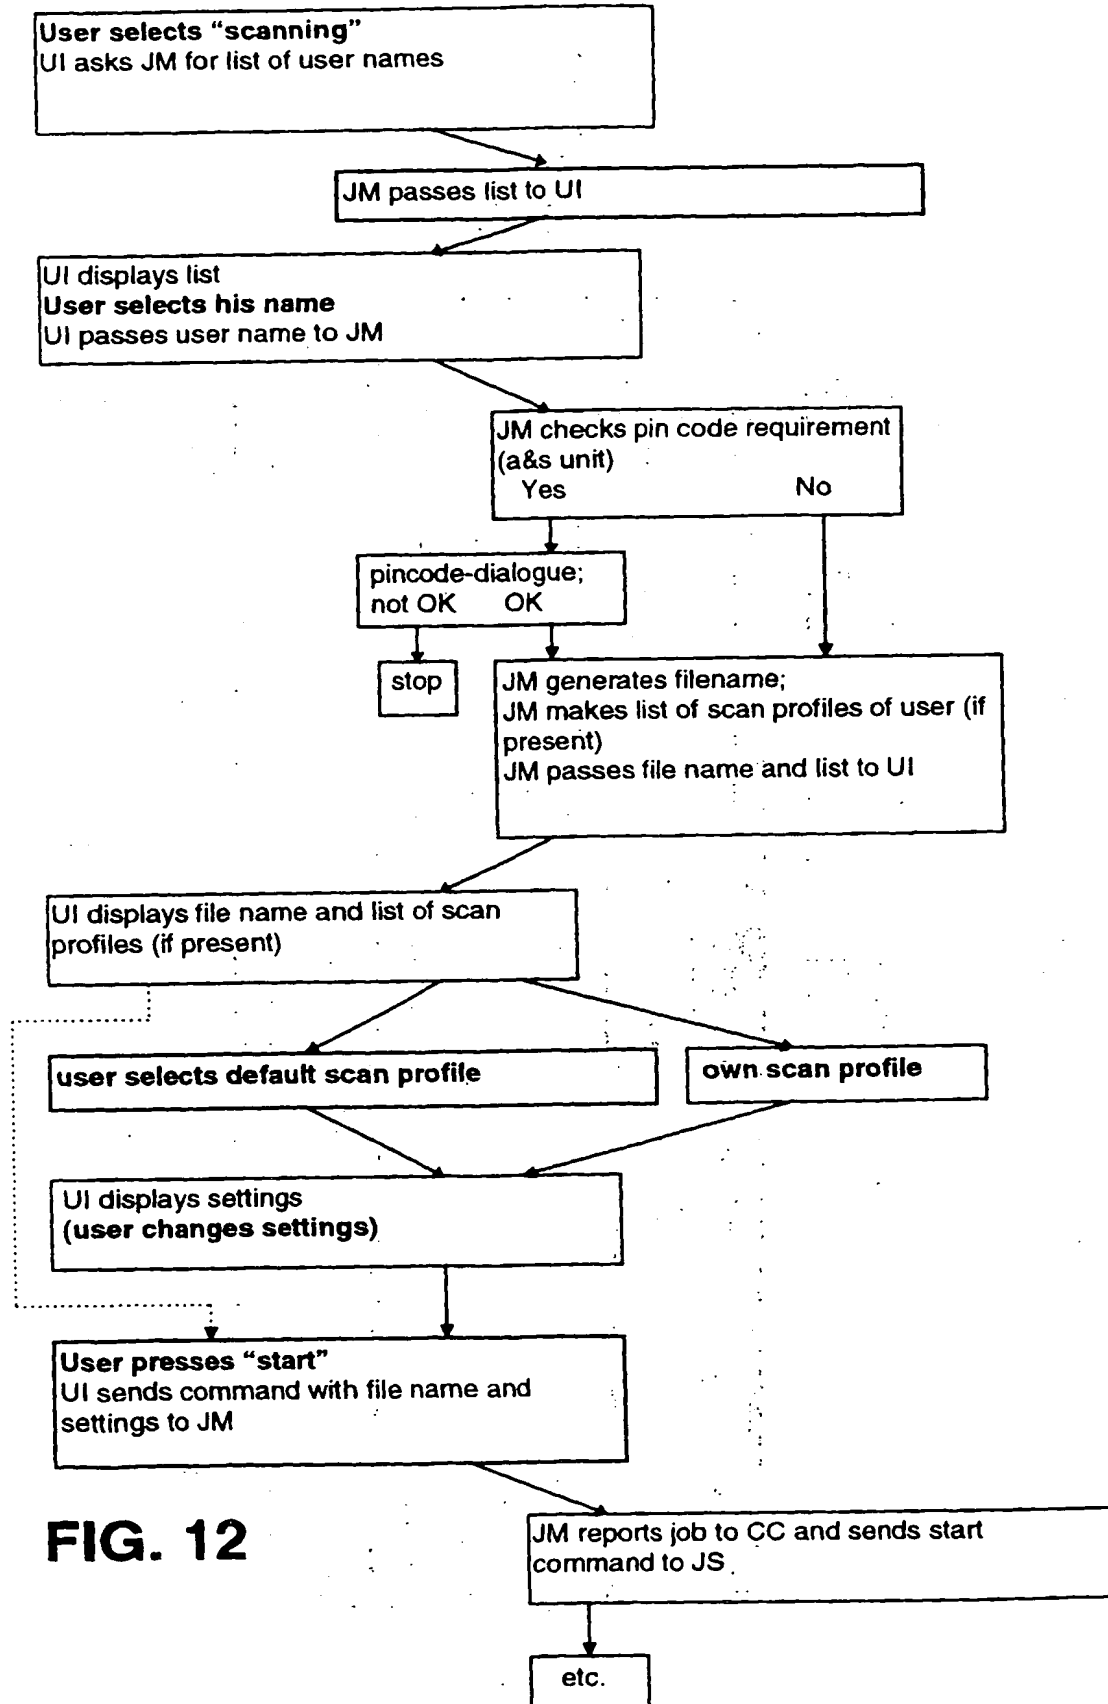 User selects “scanning”
UI asks JM for list of user names
JM passes list to UI
UI displays list
User selects his name
UI passes user name to JM
JM checks pin code requirement
(a&s unit)
Yes No
pincode-dialogue;
not OK OK
stop
JM generates filename;
JM makes list of scan profiles of user (if
present)
JM passes file name and list to UI
UI displays file name and list of scan
profiles (if present)
user selects default scan profile
own scan profile
UI displays settings
(user changes settings)
User presses “start”
UI sends command with file name and
settings to JM
FIG. 12
JM reports job to CC and sends start
command to JS
etc.